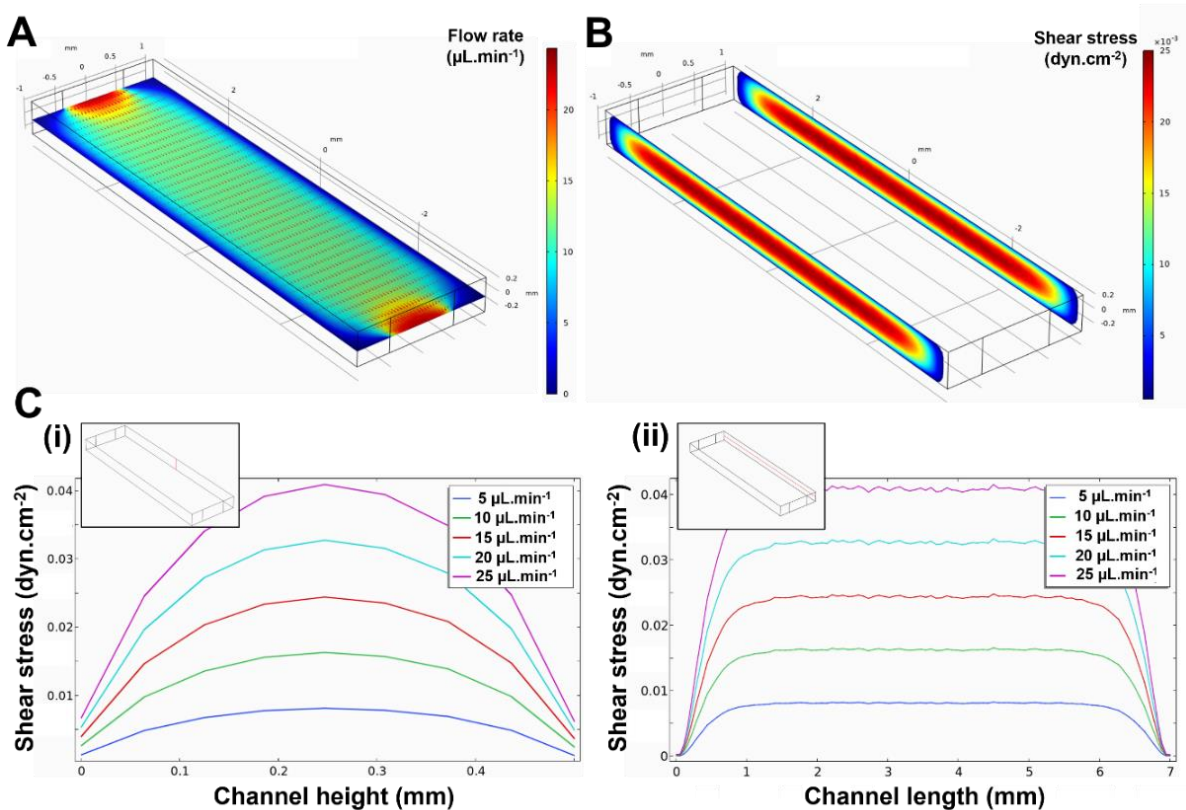 A
Flow rate
(µL.min⁻¹)
mm
-1
-0.5
0
0.5
1
2
mm
0
-2
0.2
0
-0.2
mm
20
15
10
5
0
B
Shear stress
(dyn.cm⁻²)
×10⁻³
25
20
15
10
5
mm
-1
-0.5
0
0.5
1
2
0
mm
-2
0.2
0
-0.2
mm
C
(i)
Shear stress (dyn.cm⁻²)
0.04
0.03
0.02
0.01
0
0.1
0.2
0.3
0.4
Channel height (mm)
5 µL.min⁻¹
10 µL.min⁻¹
15 µL.min⁻¹
20 µL.min⁻¹
25 µL.min⁻¹
(ii)
Shear stress (dyn.cm⁻²)
0.04
0.03
0.02
0.01
0
0
1
2
3
4
5
6
7
Channel length (mm)
5 µL.min⁻¹
10 µL.min⁻¹
15 µL.min⁻¹
20 µL.min⁻¹
25 µL.min⁻¹